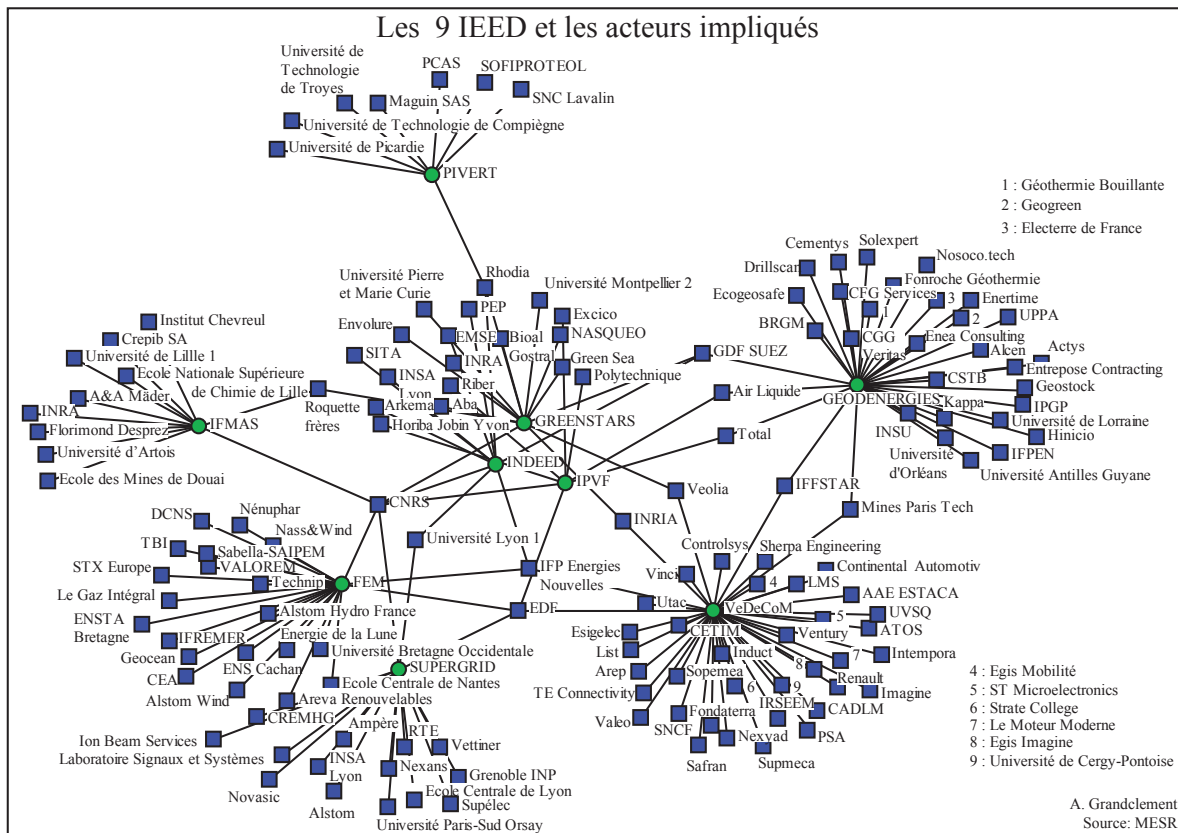 Les 9 IEED et les acteurs impliqués
Université de
Technologie
de Troyes
PCAS
SOFIPROTEOL
Maguin SAS
SNC Lavalin
Université de Technologie de Compiègne
Université de Picardie
PIVERT
1 : Géothermie Bouillante
2 : Geogreen
3 : Electerre de France
Rhodia
Université Pierre
et Marie Curie
PEP
Université Montpellier 2
Excico
Envolure
EMSE
Bioal
NASQUEO
Gostral
SITA
INRA
Green Sea
INSA
Lyon
Riber
Polytechnique
Arkema
Aba
Horiba Jobin Yvon
GREENSTARS
INDEED
IPVF
Roquette
frères
Institut Chevreul
Crepib SA
Université de Lillle 1
Ecole Nationale Supérieure
de Chimie de Lille
A&A Mäder
INRA
Florimond Desprez
IFMAS
Université d'Artois
Ecole des Mines de Douai
CNRS
Cementys
Solexpert
Nosoco.tech
Drillscan
Fonroche Géothermie
Ecogeosafe
CFG Services
3
Enertime
1
2
UPPA
BRGM
CGG
Veritas
Enea Consulting
Alcen
Actys
GDF SUEZ
CSTB
Entrepose Contracting
Geostock
Air Liquide
GEODENERGIES
Kappa
IPGP
Université de Lorraine
Total
INSU
Hinicio
Université
d'Orléans
IFPEN
Université Antilles Guyane
IFFSTAR
Veolia
Mines Paris Tech
INRIA
Université Lyon 1
IFP Energies
Nouvelles
EDF
DCNS
Nénuphar
Nass&Wind
TBI
Sabella-SAIPEM
VALOREM
STX Europe
Technip
FEM
Le Gaz Intégral
ENSTA
Bretagne
Alstom Hydro France
IFREMER
Energie de la Lune
Geocean
Université Bretagne Occidentale
CEA
ENS Cachan
SUPERGRID
Alstom Wind
Ecole Centrale de Nantes
Areva Renouvelables
CREMHG
Ampère
Ion Beam Services
RTE
Vettiner
Laboratoire Signaux et Systèmes
INSA
Lyon
Nexans
Grenoble INP
Novasic
Ecole Centrale de Lyon
Alstom
Supélec
Université Paris-Sud Orsay
Controlsys
Sherpa Engineering
Vinci
4
Continental Automotiv
LMS
Utac
VeDeCoM
AAE ESTACA
UVSQ
5
ATOS
Esigelec
CETIM
Ventury
List
Induct
7
Intempora
Arep
Sopemea
8
Renault
TE Connectivity
6
9
Imagine
Valeo
Fondaterra
IRSEEM
CADLM
SNCF
Nexyad
PSA
Safran
Supmeca
4 : Egis Mobilité
5 : ST Microelectronics
6 : Strate College
7 : Le Moteur Moderne
8 : Egis Imagine
9 : Université de Cergy-Pontoise
A. Grandclement
Source: MESR